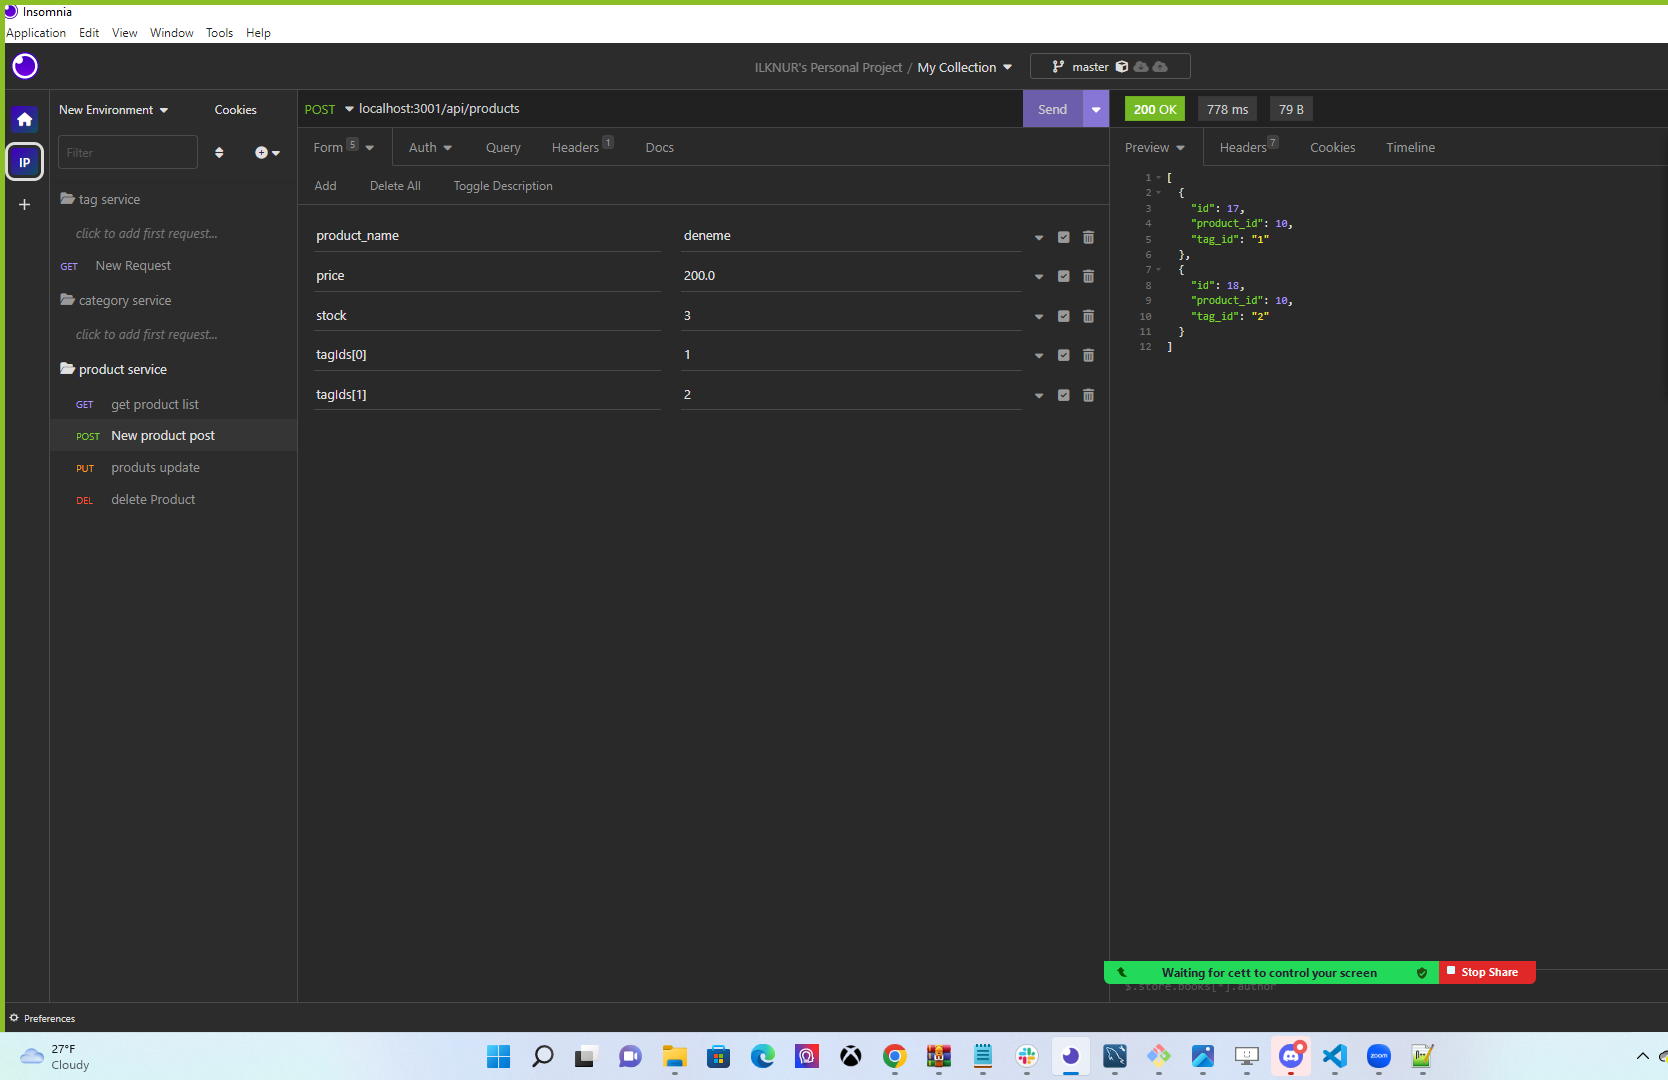 Insomnia
Application Edit View Window Tools Help
ILKNUR's Personal Project / My Collection master
New Environment Cookies
POST localhost:3001/api/products Send
200 OK 778 ms 79 B
Filter
IP
Form 5 Auth Query Headers 1 Docs
Preview Headers 7 Cookies Timeline
Add Delete All Toggle Description
tag service
click to add first request...
GET New Request
category service
click to add first request...
product service
GET get product list
POST New product post
PUT produts update
DEL delete Product
product_name deneme
price 200.0
stock 3
tagIds[0] 1
tagIds[1] 2
1 [
2 {
3 "id": 17,
4 "product_id": 10,
5 "tag_id": "1"
6 },
7 {
8 "id": 18,
9 "product_id": 10,
10 "tag_id": "2"
11 }
12 ]
Waiting for cett to control your screen Stop Share
$.store.books[*].author
Preferences
27°F
Cloudy
zoom